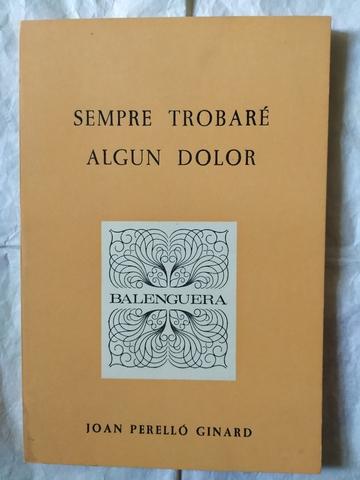 SEMPRE TROBARÉ
ALGUN DOLOR
BALENGUERA
JOAN PERELLÓ GINARD